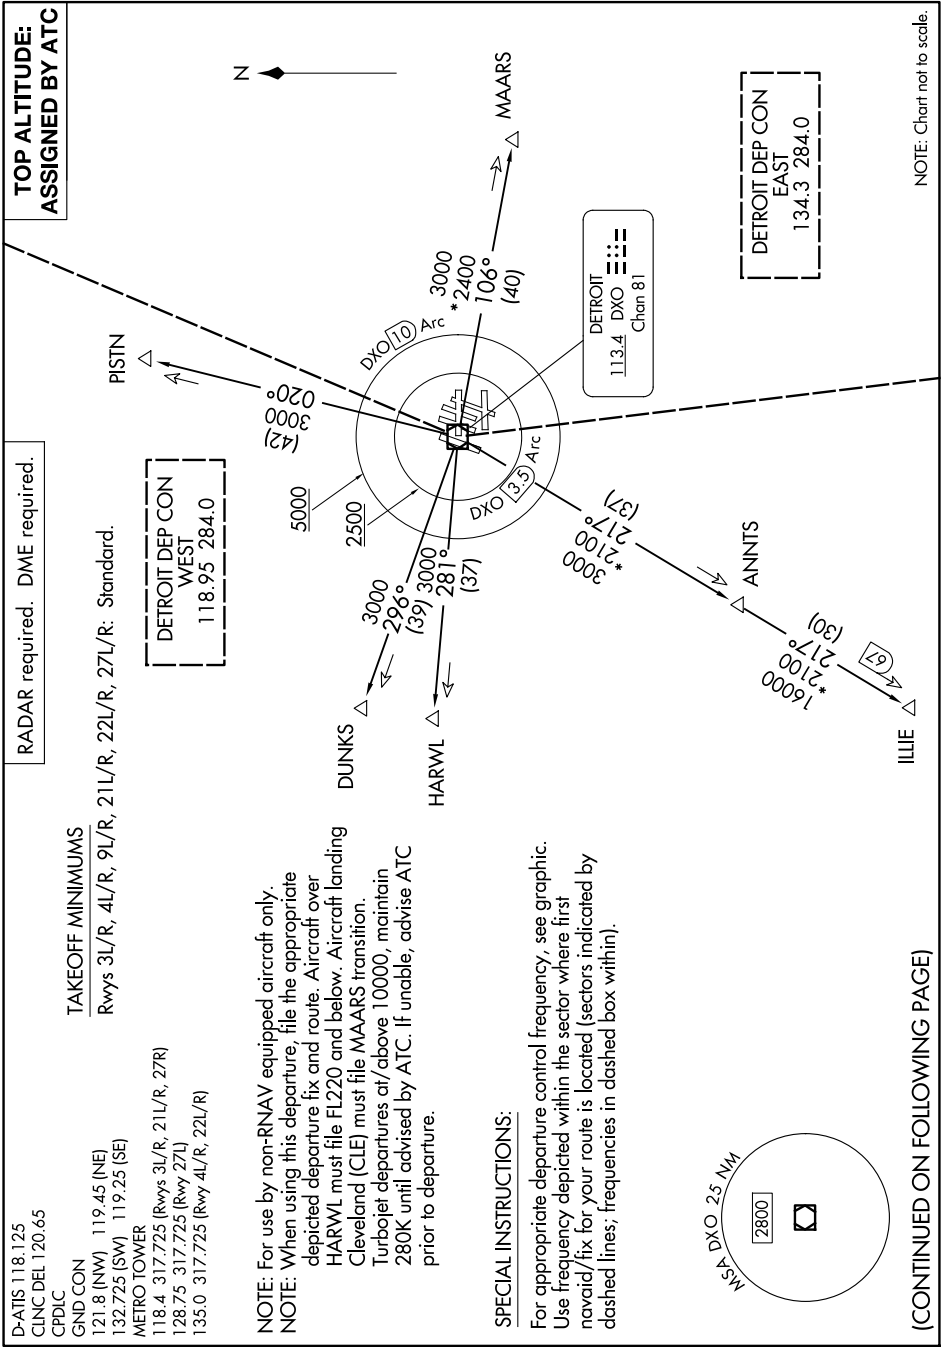 D-ATIS 118.125
CLNC DEL 120.65
CPDLC
GND CON
121.8 (NW) 119.45 (NE)
132.725 (SW) 119.25 (SE)
METRO TOWER
118.4 317.725 (Rwys 3L/R, 21L/R, 27R)
128.75 317.725 (Rwy 27L)
135.0 317.725 (Rwy 4L/R, 22L/R)
RADAR required. DME required.
TOP ALTITUDE:
ASSIGNED BY ATC
TAKEOFF MINIMUMS
Rwys 3L/R, 4L/R, 9L/R, 21L/R, 22L/R, 27L/R: Standard.
NOTE: For use by non-RNAV equipped aircraft only.
NOTE: When using this departure, file the appropriate
depicted departure fix and route. Aircraft over
HARWL must file FL220 and below. Aircraft landing
Cleveland (CLE) must file MAARS transition.
Turbojet departures at/above 10000, maintain
280K until advised by ATC. If unable, advise ATC
prior to departure.
SPECIAL INSTRUCTIONS:
For appropriate departure control frequency, see graphic.
Use frequency depicted within the sector where first
navaid/fix for your route is located (sectors indicated by
dashed lines; frequencies in dashed box within).
MSA DXO 25 NM
2800
(CONTINUED ON FOLLOWING PAGE)
DETROIT DEP CON
WEST
118.95 284.0
PISTN
020°
3000
(42)
N
5000
2500
DXO 10 Arc
DXO 3.5 Arc
DUNKS
3000
296°
(39)
HARWL
3000
281°
(37)
MAARS
3000
*2400
106°
(40)
DETROIT
113.4 DXO
Chan 81
DETROIT DEP CON
EAST
134.3 284.0
(37)
217°
*2100
3000
ANNTS
(30)
217°
*2100
16000
67
ILLIE
NOTE: Chart not to scale.